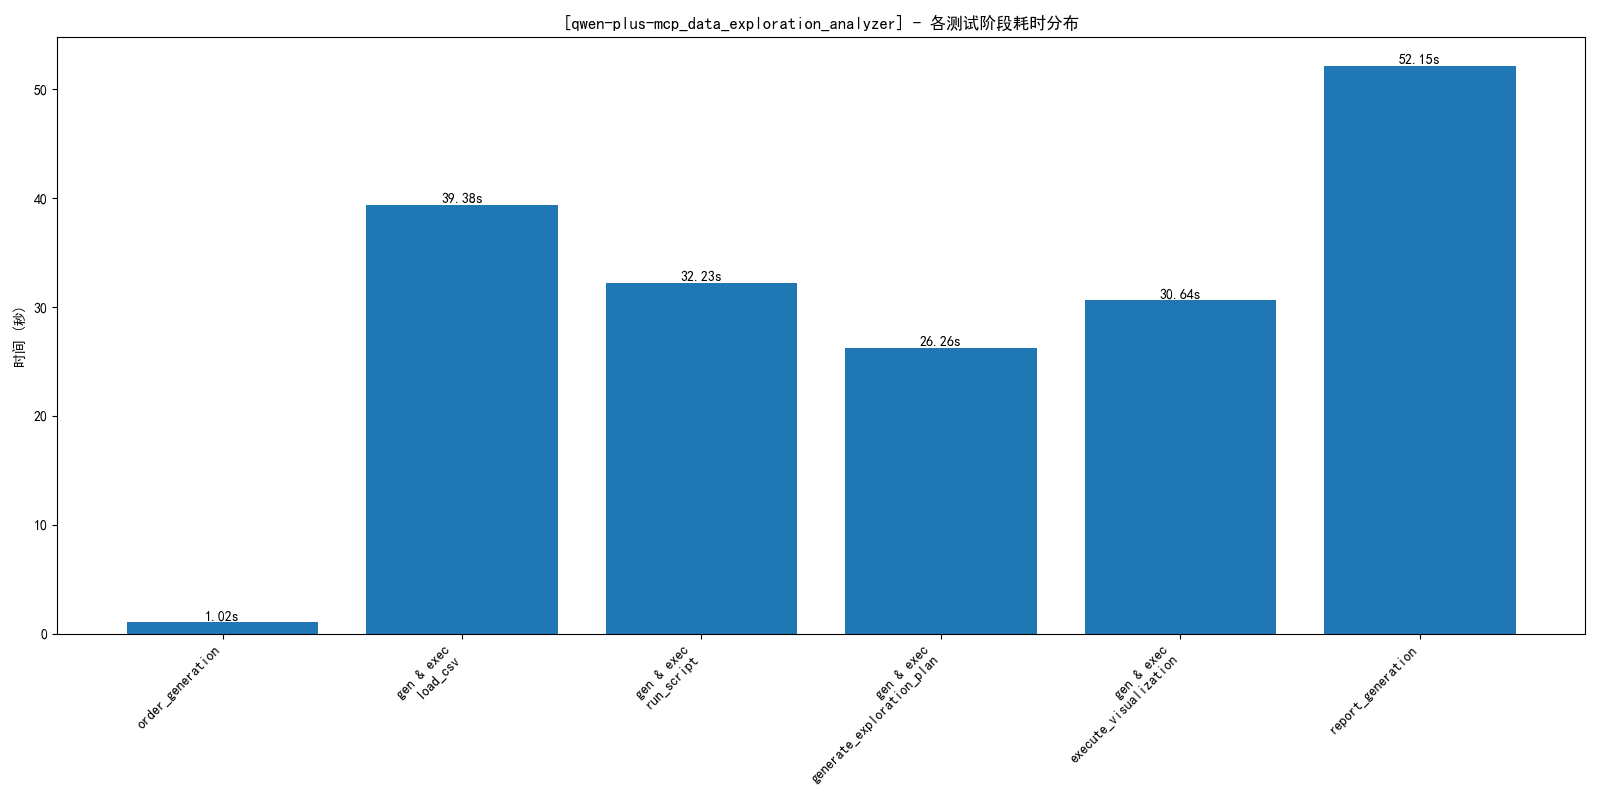 [qwen-plus-mcp_data_exploration_analyzer] - 各测试阶段耗时分布
时间 (秒)
50
40
30
20
10
0
1.02s
39.38s
32.23s
26.26s
30.64s
52.15s
order_generation
gen & exec
load_csv
gen & exec
run_script
gen & exec
generate_exploration_plan
gen & exec
execute_visualization
report_generation